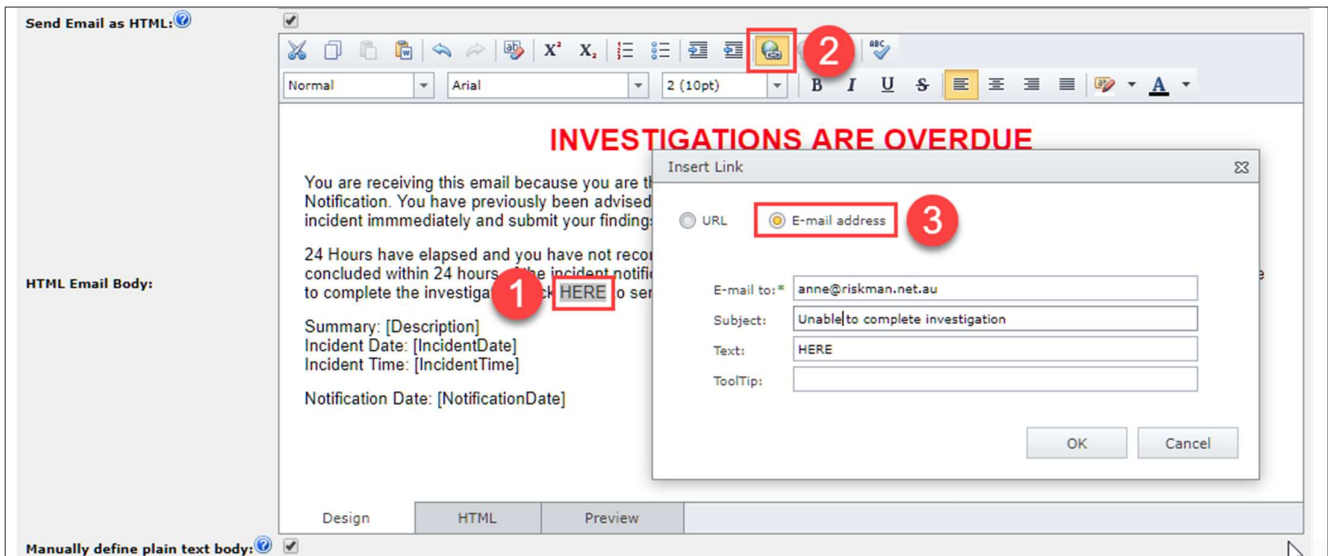 Send Email as HTML:
Normal Arial 2 (10pt) B I U S A
INVESTIGATIONS ARE OVERDUE
You are receiving this email because you are
Notification. You have previously been advised
incident immmediately and submit your
24 Hours have elapsed and you have not
concluded within 24 hours the incident
to complete the HERE
Summary: [Description]
Incident Date: [IncidentDate]
Incident Time: [IncidentTime]
Notification Date: [NotificationDate]
HTML Email Body:
Insert Link
URL E-mail address
E-mail to:* anne@riskman.net.au
Subject: Unable to complete investigation
Text: HERE
ToolTip:
OK Cancel
1
2
3
Design HTML Preview
Manually define plain text body: